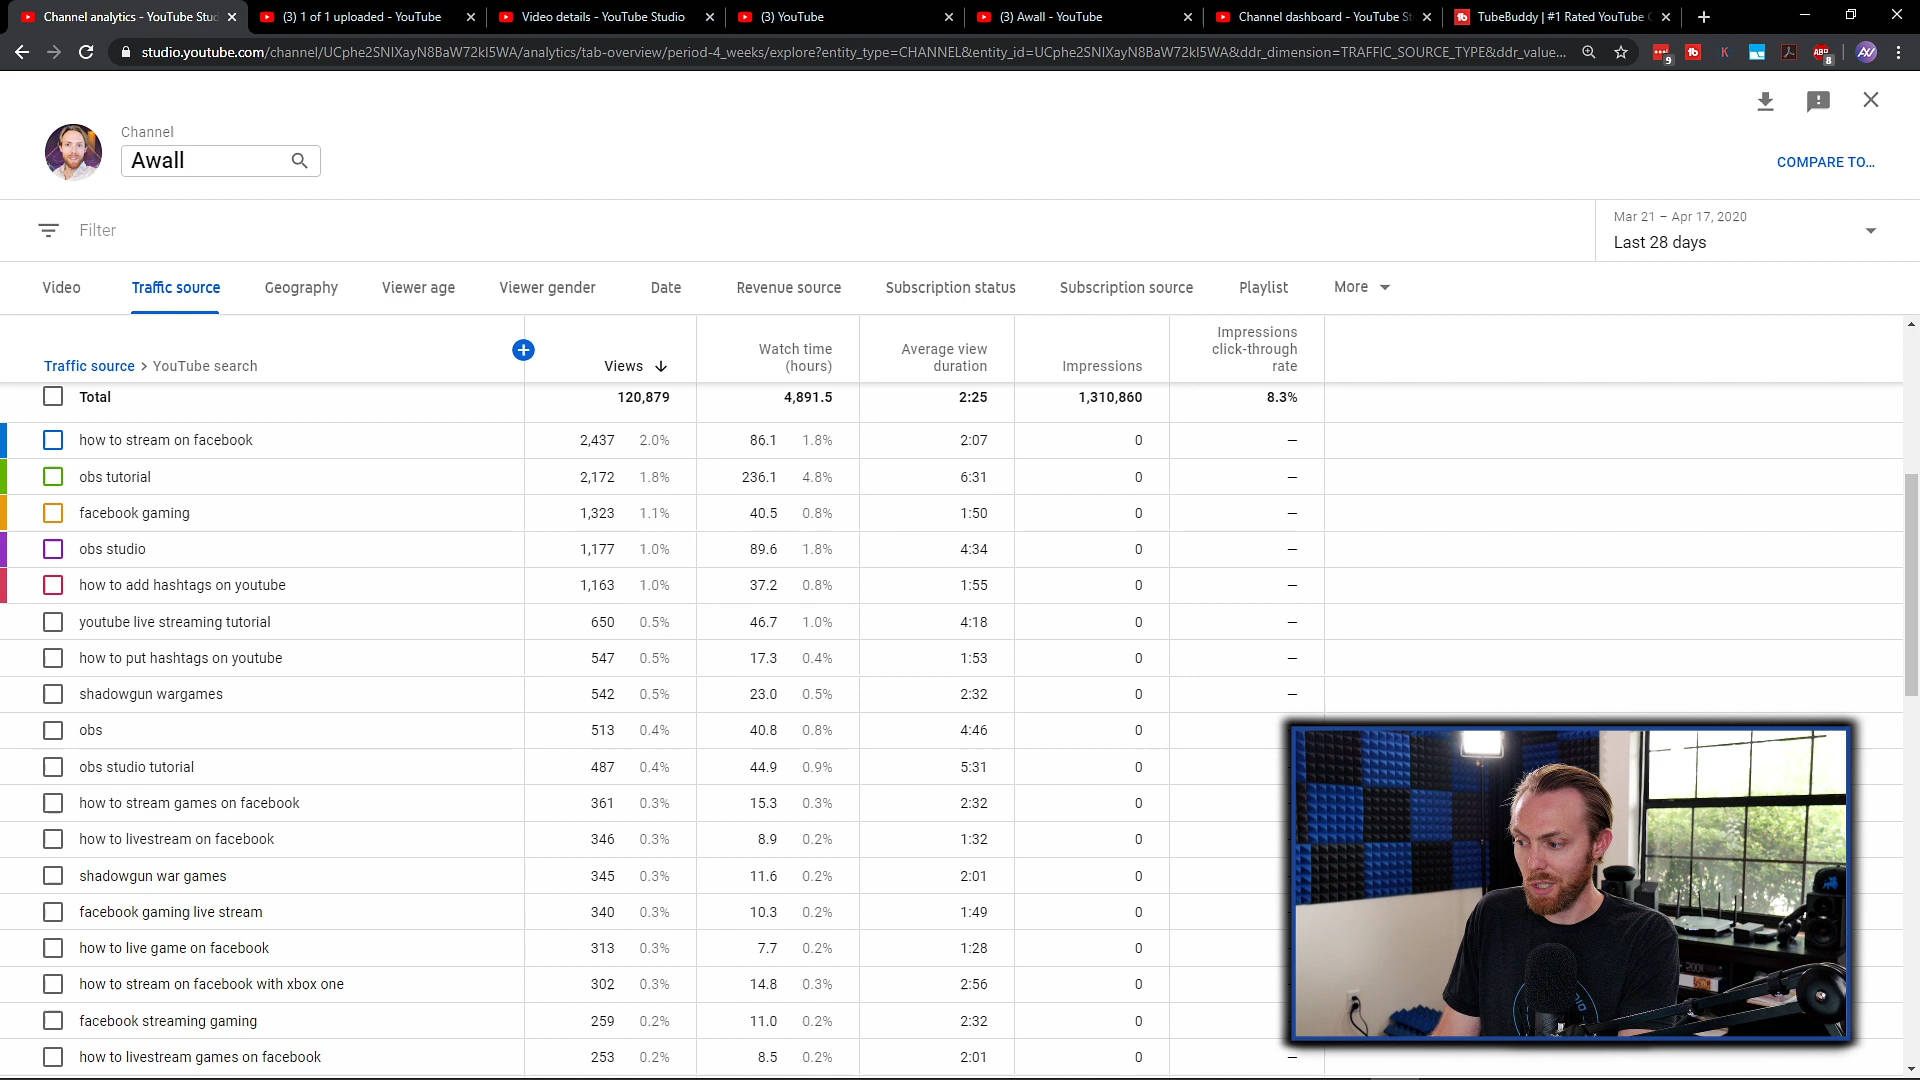 Channel analytics - YouTube Stud
(3) 1 of 1 uploaded - YouTube
Video details - YouTube Studio
(3) YouTube
(3) Awall - YouTube
Channel dashboard - YouTube S
TubeBuddy | #1 Rated YouTube
studio.youtube.com/channel/UCphe2SNIXayN8BaW72kI5WA/analytics/tab-overview/period-4_weeks/explore?entity_type=CHANNEL&entity_id=UCphe2SNIXayN8BaW72kI5WA&ddr_dimension=TRAFFIC_SOURCE_TYPE&ddr_value...
9
tb
K
ABP
8
Channel
Awall
COMPARE TO...
Filter
Mar 21 – Apr 17, 2020
Last 28 days
Video Traffic source Geography Viewer age Viewer gender Date Revenue source Subscription status Subscription source Playlist More
Traffic source > YouTube search
Views
Watch time
(hours)
Average view
duration
Impressions
Impressions
click-through
rate
Total 120,879 4,891.5 2:25 1,310,860 8.3%
how to stream on facebook 2,437 2.0% 86.1 1.8% 2:07 0 –
obs tutorial 2,172 1.8% 236.1 4.8% 6:31 0 –
facebook gaming 1,323 1.1% 40.5 0.8% 1:50 0 –
obs studio 1,177 1.0% 89.6 1.8% 4:34 0 –
how to add hashtags on youtube 1,163 1.0% 37.2 0.8% 1:55 0 –
youtube live streaming tutorial 650 0.5% 46.7 1.0% 4:18 0 –
how to put hashtags on youtube 547 0.5% 17.3 0.4% 1:53 0 –
shadowgun wargames 542 0.5% 23.0 0.5% 2:32 0 –
obs 513 0.4% 40.8 0.8% 4:46 0
obs studio tutorial 487 0.4% 44.9 0.9% 5:31 0
how to stream games on facebook 361 0.3% 15.3 0.3% 2:32 0
how to livestream on facebook 346 0.3% 8.9 0.2% 1:32 0
shadowgun war games 345 0.3% 11.6 0.2% 2:01 0
facebook gaming live stream 340 0.3% 10.3 0.2% 1:49 0
how to live game on facebook 313 0.3% 7.7 0.2% 1:28 0
how to stream on facebook with xbox one 302 0.3% 14.8 0.3% 2:56 0
facebook streaming gaming 259 0.2% 11.0 0.2% 2:32 0
how to livestream games on facebook 253 0.2% 8.5 0.2% 2:01 0 –